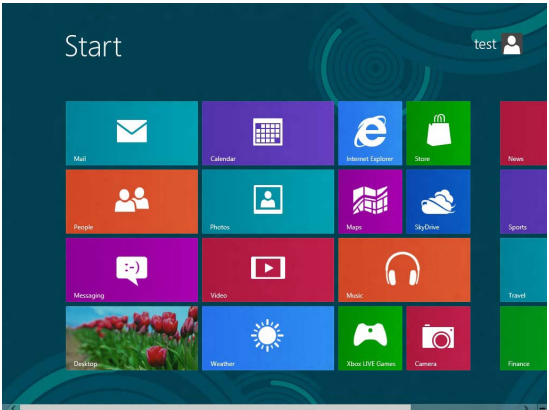 Start
test
Mail
Calendar
Internet Explorer
Store
News
People
Photos
Maps
SkyDrive
Sports
Messaging
:-)
Video
Music
Travel
Desktop
Weather
Xbox LIVE Games
Camera
Finance